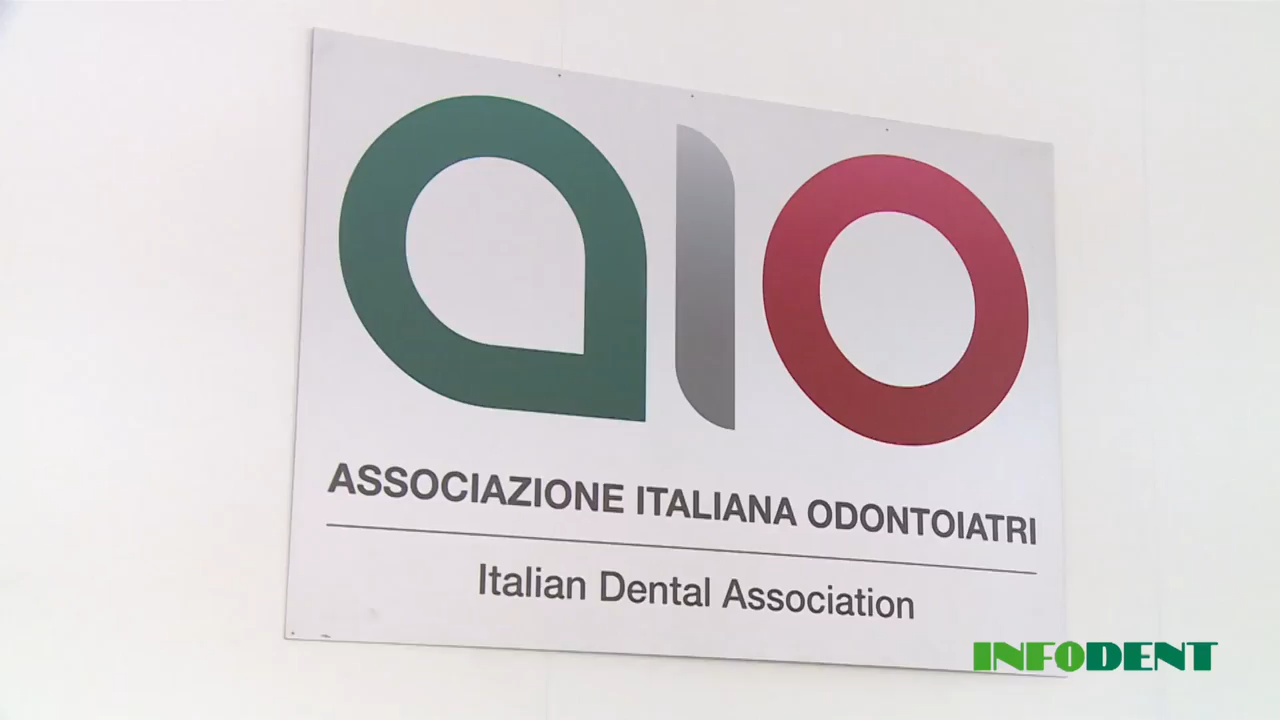 aio
ASSOCIAZIONE ITALIANA ODONTOIATRI
Italian Dental Association
INFODENT